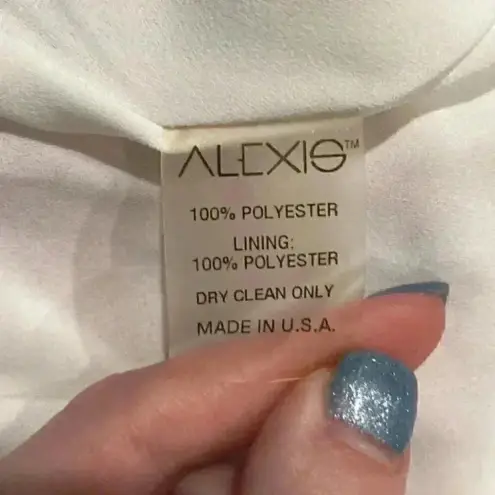 ALEXIS™
100% POLYESTER
LINING:
100% POLYESTER
DRY CLEAN ONLY
MADE IN U.S.A.